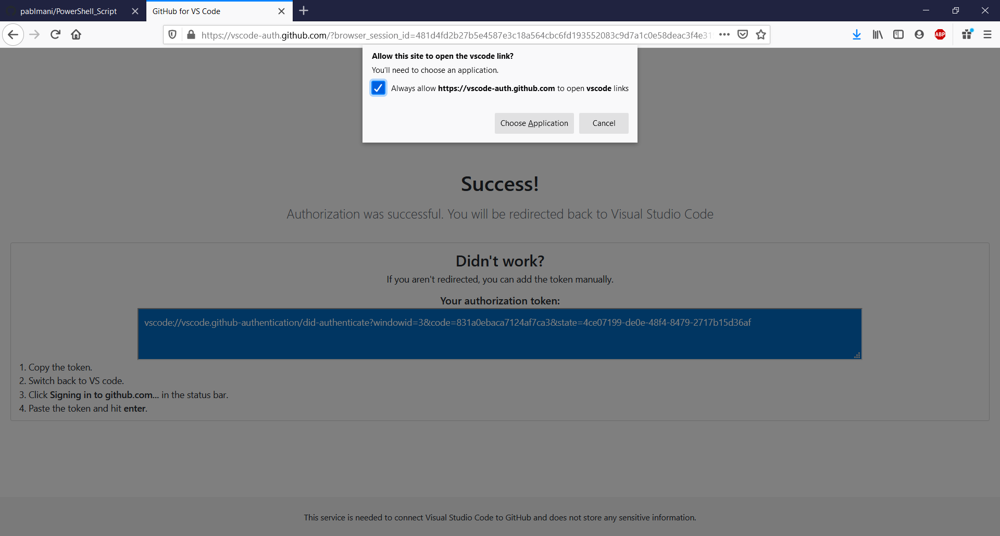 pablmani/PowerShell_Script
GitHub for VS Code
https://vscode-auth.github.com/?browser_session_id=481d4fd2b27b5e4587e3c18a564cbc6fd193552083c9d7a1c0e58deac3f4e31
ABP
Allow this site to open the vscode link?
You'll need to choose an application.
Always allow https://vscode-auth.github.com to open vscode links
Choose Application
Cancel
Success!
Authorization was successful. You will be redirected back to Visual Studio Code
Didn't work?
If you aren't redirected, you can add the token manually.
Your authorization token:
vscode://vscode.github-authentication/did-authenticate?windowid=3&code=831a0ebaca7124af7ca3&state=4ce07199-de0e-48f4-8479-2717b15d36af
1. Copy the token.
2. Switch back to VS code.
3. Click Signing in to github.com... in the status bar.
4. Paste the token and hit enter.
This service is needed to connect Visual Studio Code to GitHub and does not store any sensitive information.